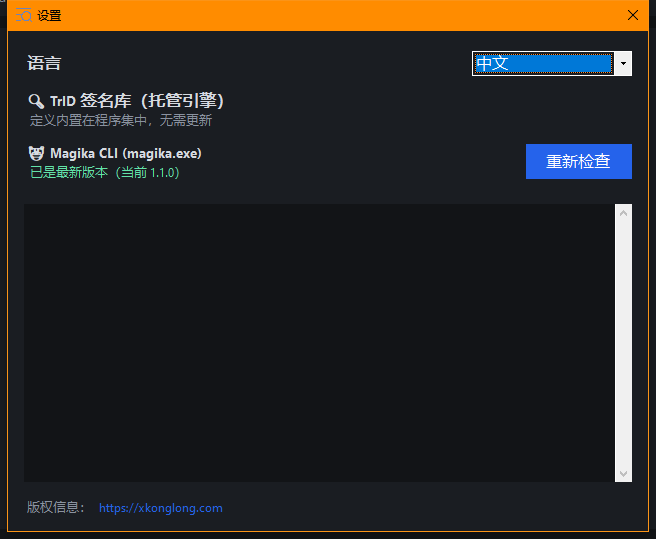 设置
语言
中文
TrID 签名库（托管引擎）
定义内置在程序集中，无需更新
Magika CLI (magika.exe)
已是最新版本（当前 1.1.0）
重新检查
版权信息： https://xkonglong.com